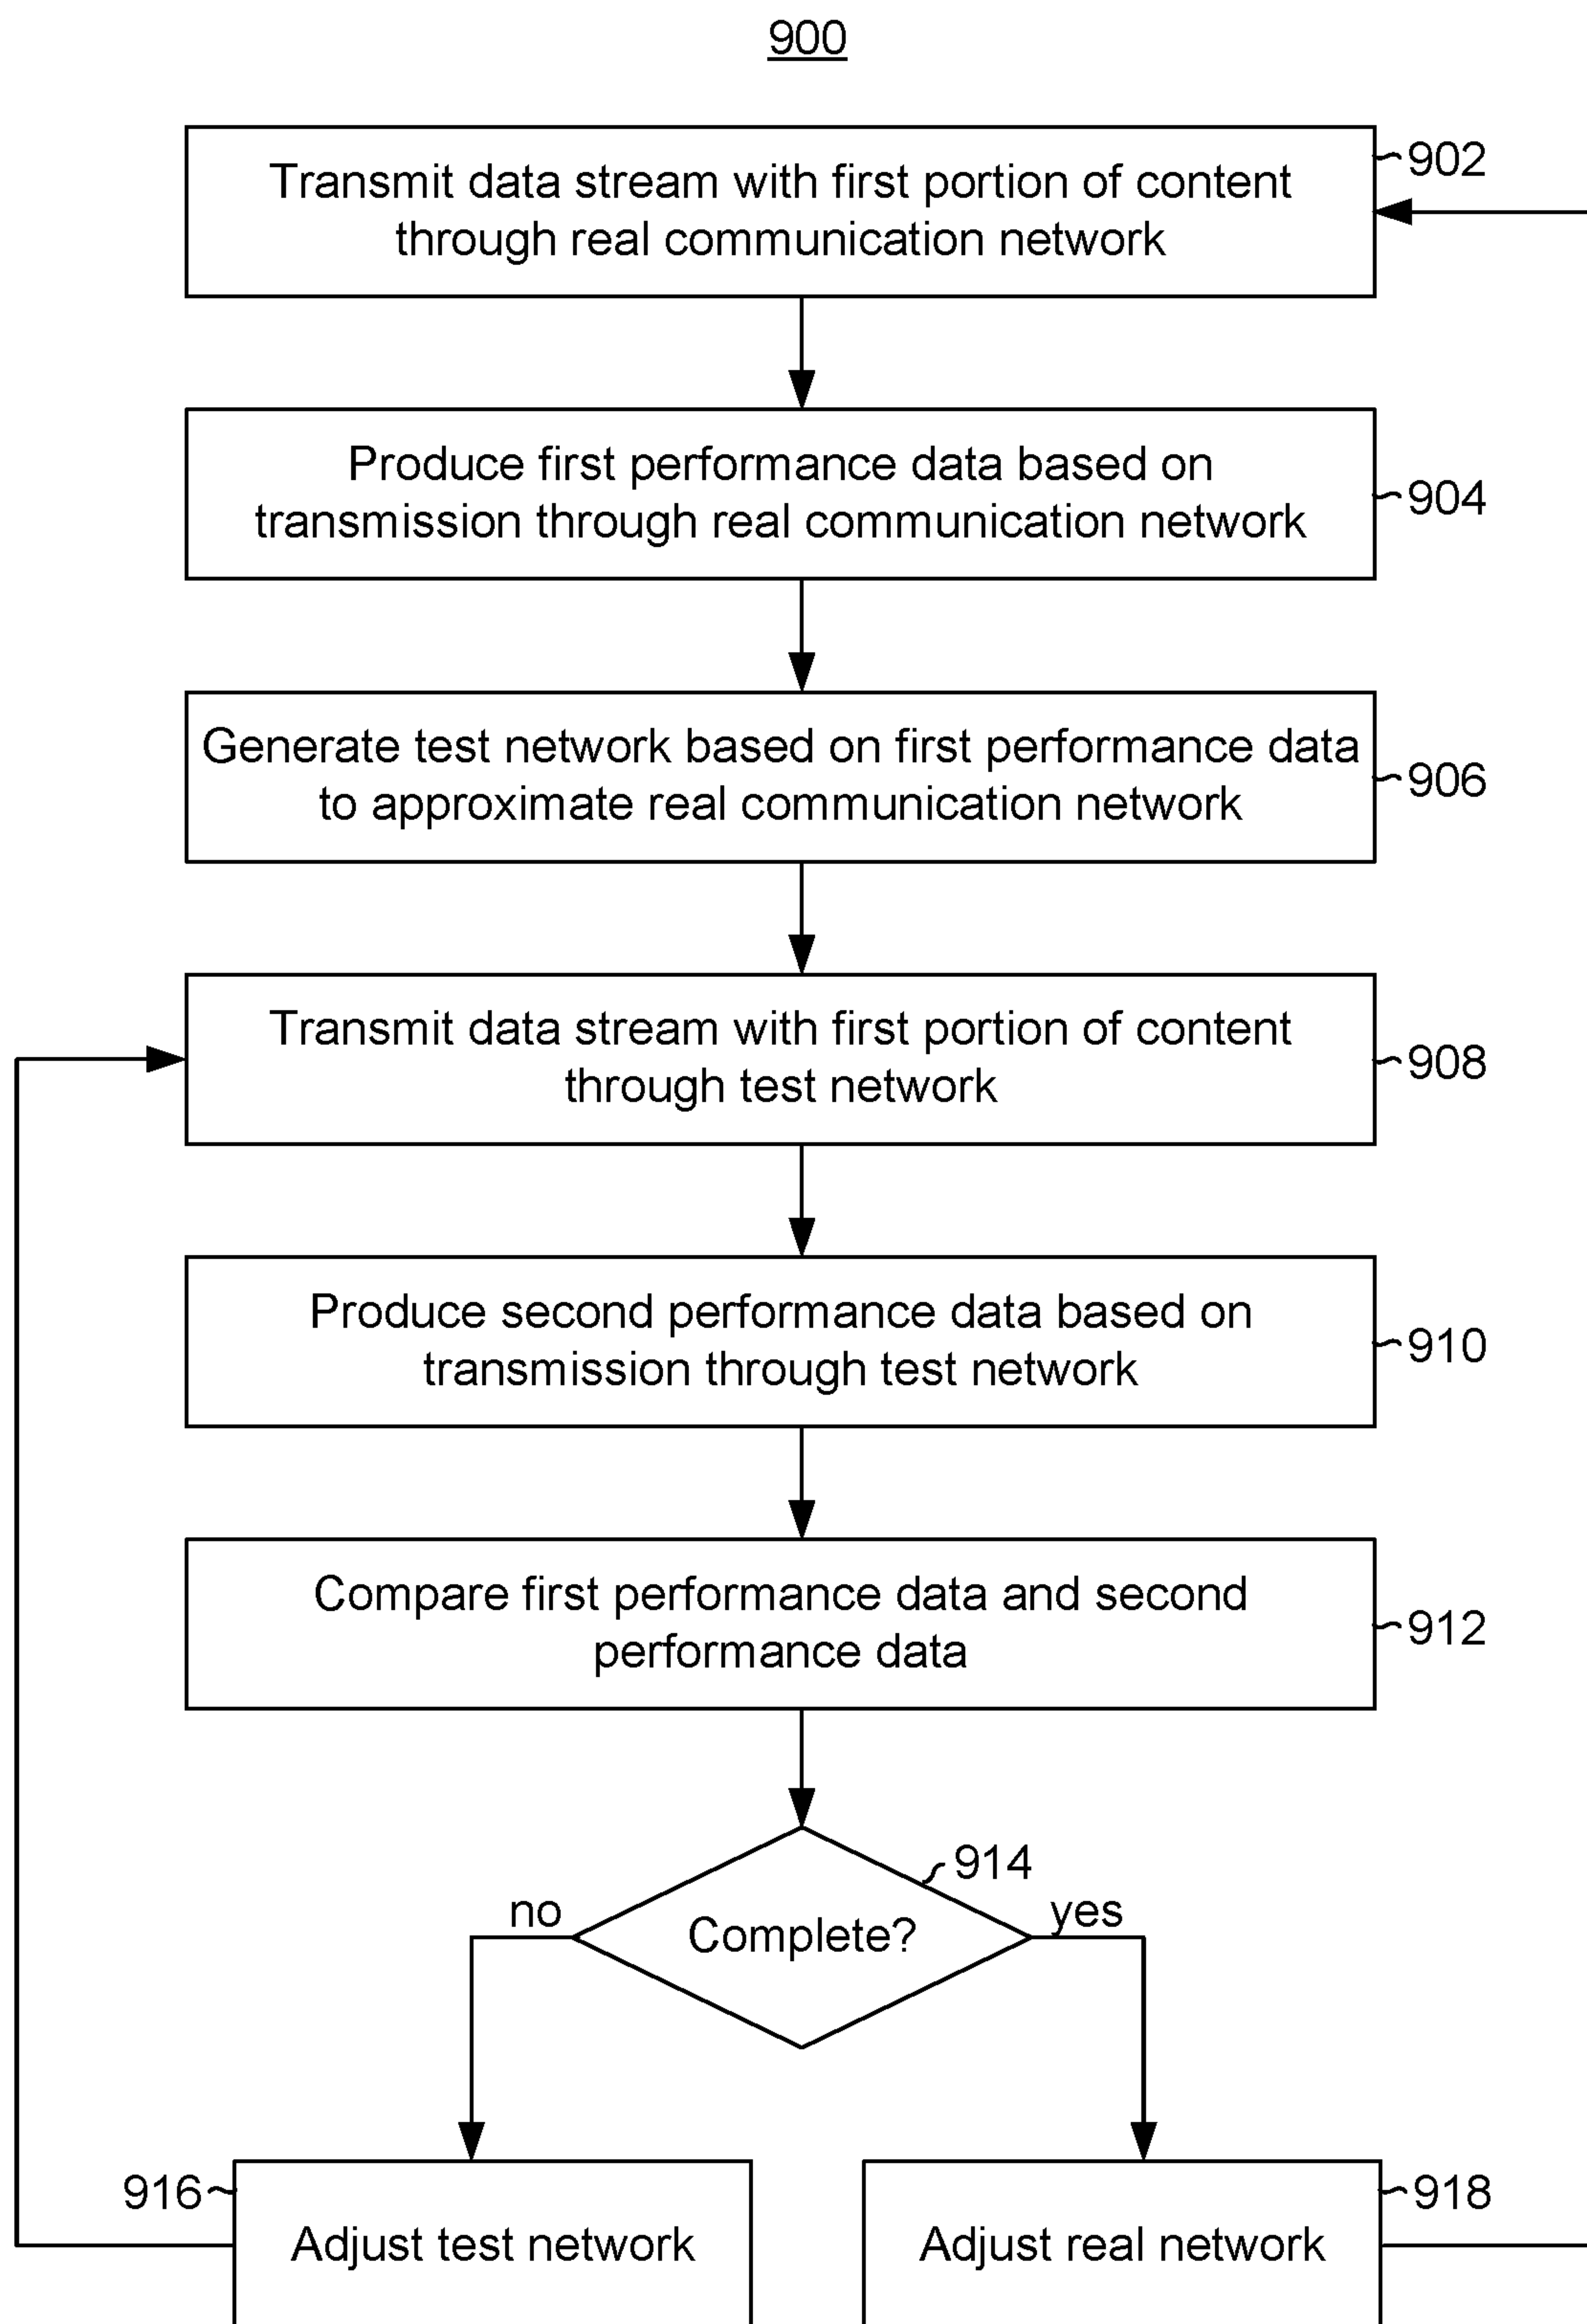 900
Transmit data stream with first portion of content
through real communication network
902
Produce first performance data based on
transmission through real communication network
904
Generate test network based on first performance data
to approximate real communication network
906
Transmit data stream with first portion of content
through test network
908
Produce second performance data based on
transmission through test network
910
Compare first performance data and second
performance data
912
914
no
Complete?
yes
916
Adjust test network
918
Adjust real network